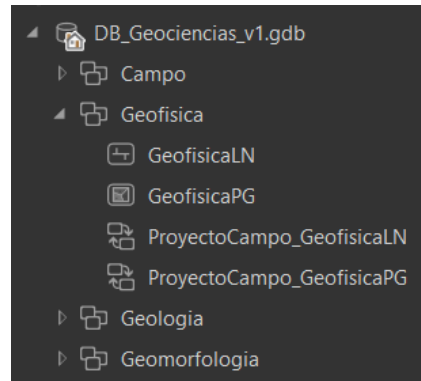 DB_Geociencias_v1.gdb
Campo
Geofisica
GeofisicaLN
GeofisicaPG
ProyectoCampo_GeofisicaLN
ProyectoCampo_GeofisicaPG
Geologia
Geomorfologia